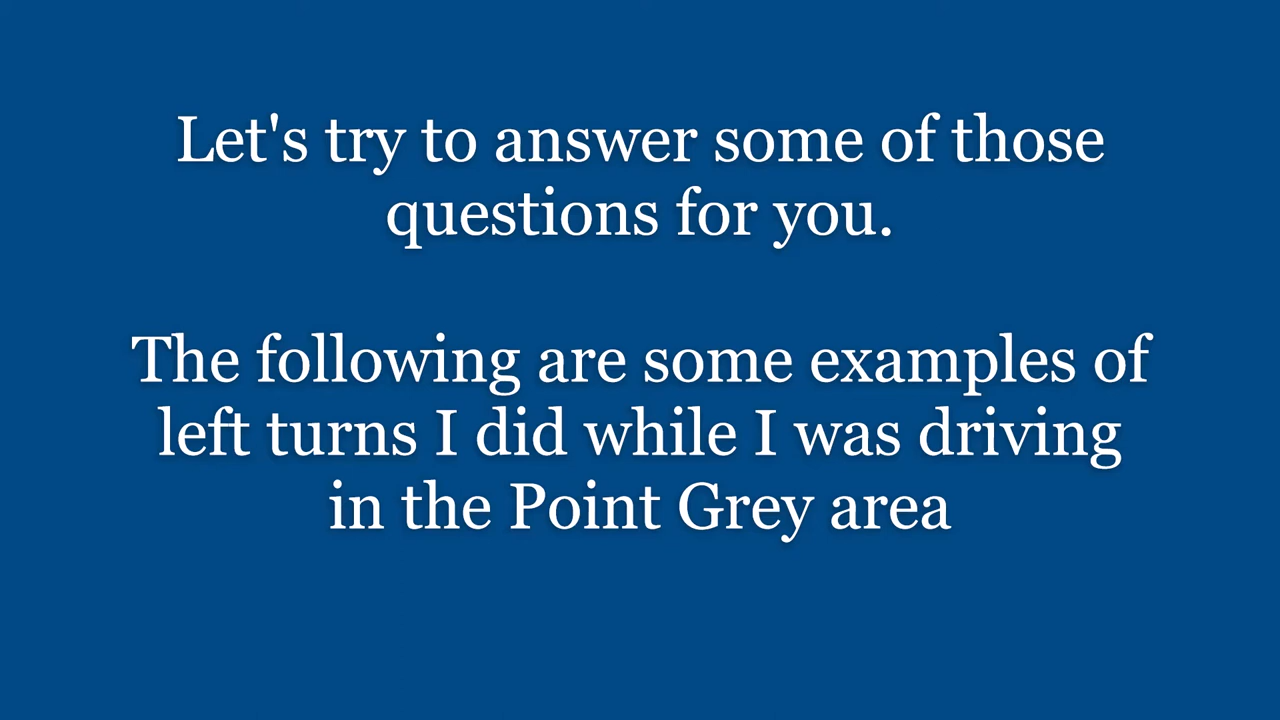 Let's try to answer some of those
questions for you.
The following are some examples of
left turns I did while I was driving
in the Point Grey area